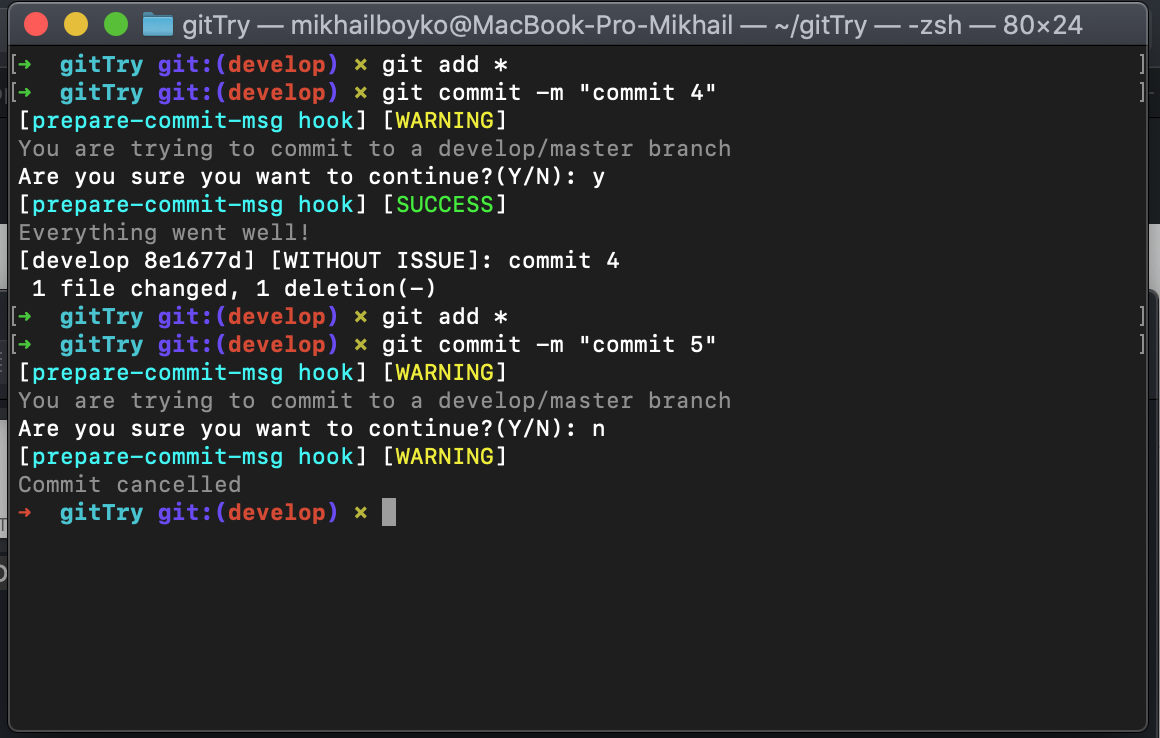 gitTry — mikhailboyko@MacBook-Pro-Mikhail — ~/gitTry — -zsh — 80×24
[➜  gitTry git:(develop) ✗ git add * ]
[➜  gitTry git:(develop) ✗ git commit -m "commit 4" ]
[prepare-commit-msg hook] [WARNING]
You are trying to commit to a develop/master branch
Are you sure you want to continue?(Y/N): y
[prepare-commit-msg hook] [SUCCESS]
Everything went well!
[develop 8e1677d] [WITHOUT ISSUE]: commit 4
 1 file changed, 1 deletion(-)
[➜  gitTry git:(develop) ✗ git add * ]
[➜  gitTry git:(develop) ✗ git commit -m "commit 5" ]
[prepare-commit-msg hook] [WARNING]
You are trying to commit to a develop/master branch
Are you sure you want to continue?(Y/N): n
[prepare-commit-msg hook] [WARNING]
Commit cancelled
➜  gitTry git:(develop) ✗